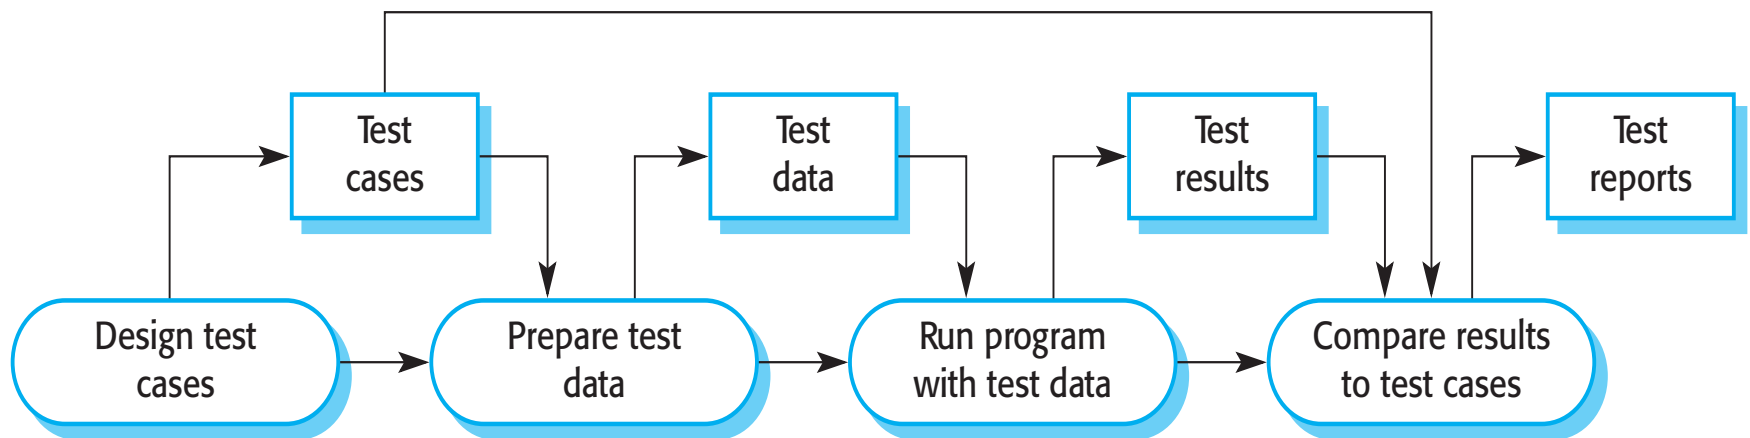 Test
cases
Test
data
Test
results
Test
reports
Design test
cases
Prepare test
data
Run program
with test data
Compare results
to test cases